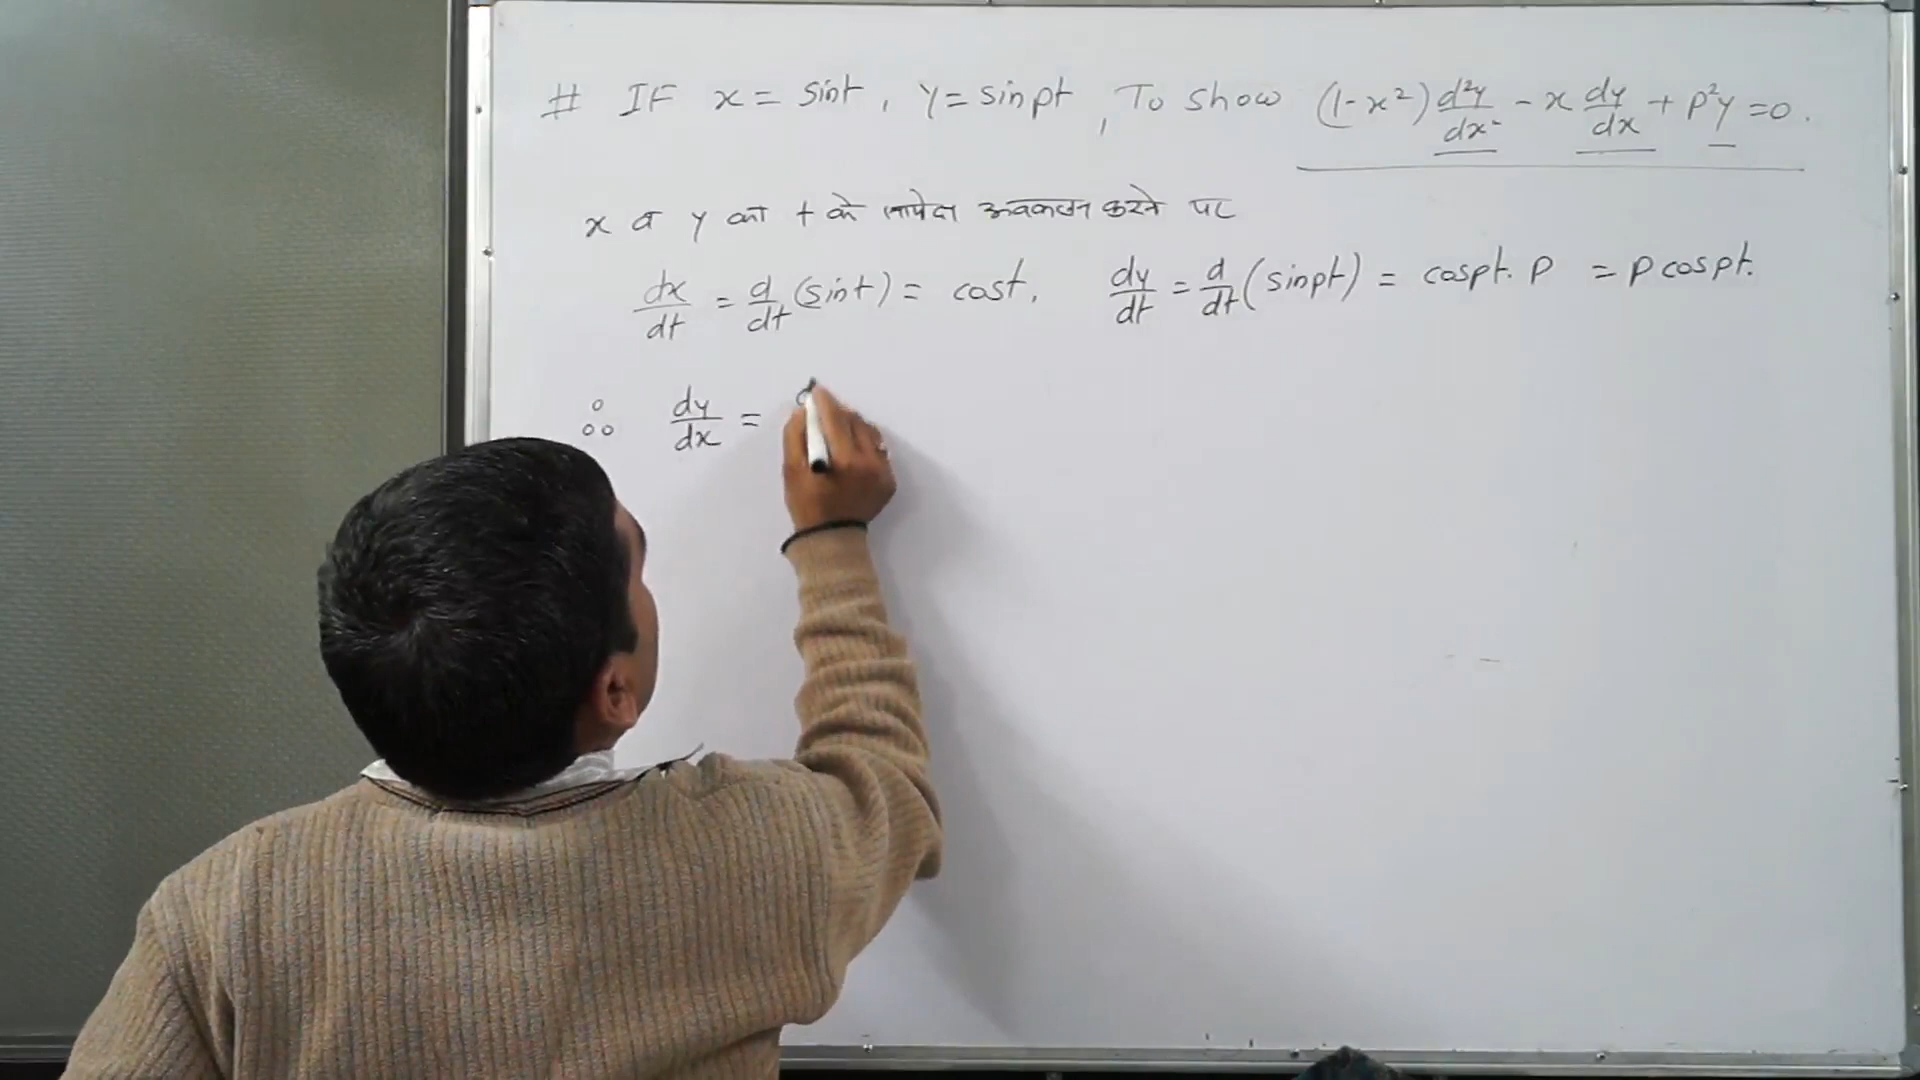 # IF x = sint, y = sinpt, To show (1-x²) d²y/dx² - x dy/dx + p²y = 0.
x व y का t के सापेक्ष अवकलन करने पर
dx/dt = d/dt (sint) = cost, dy/dt = d/dt (sinpt) = cospt. p = p cospt.
∴ dy/dx =